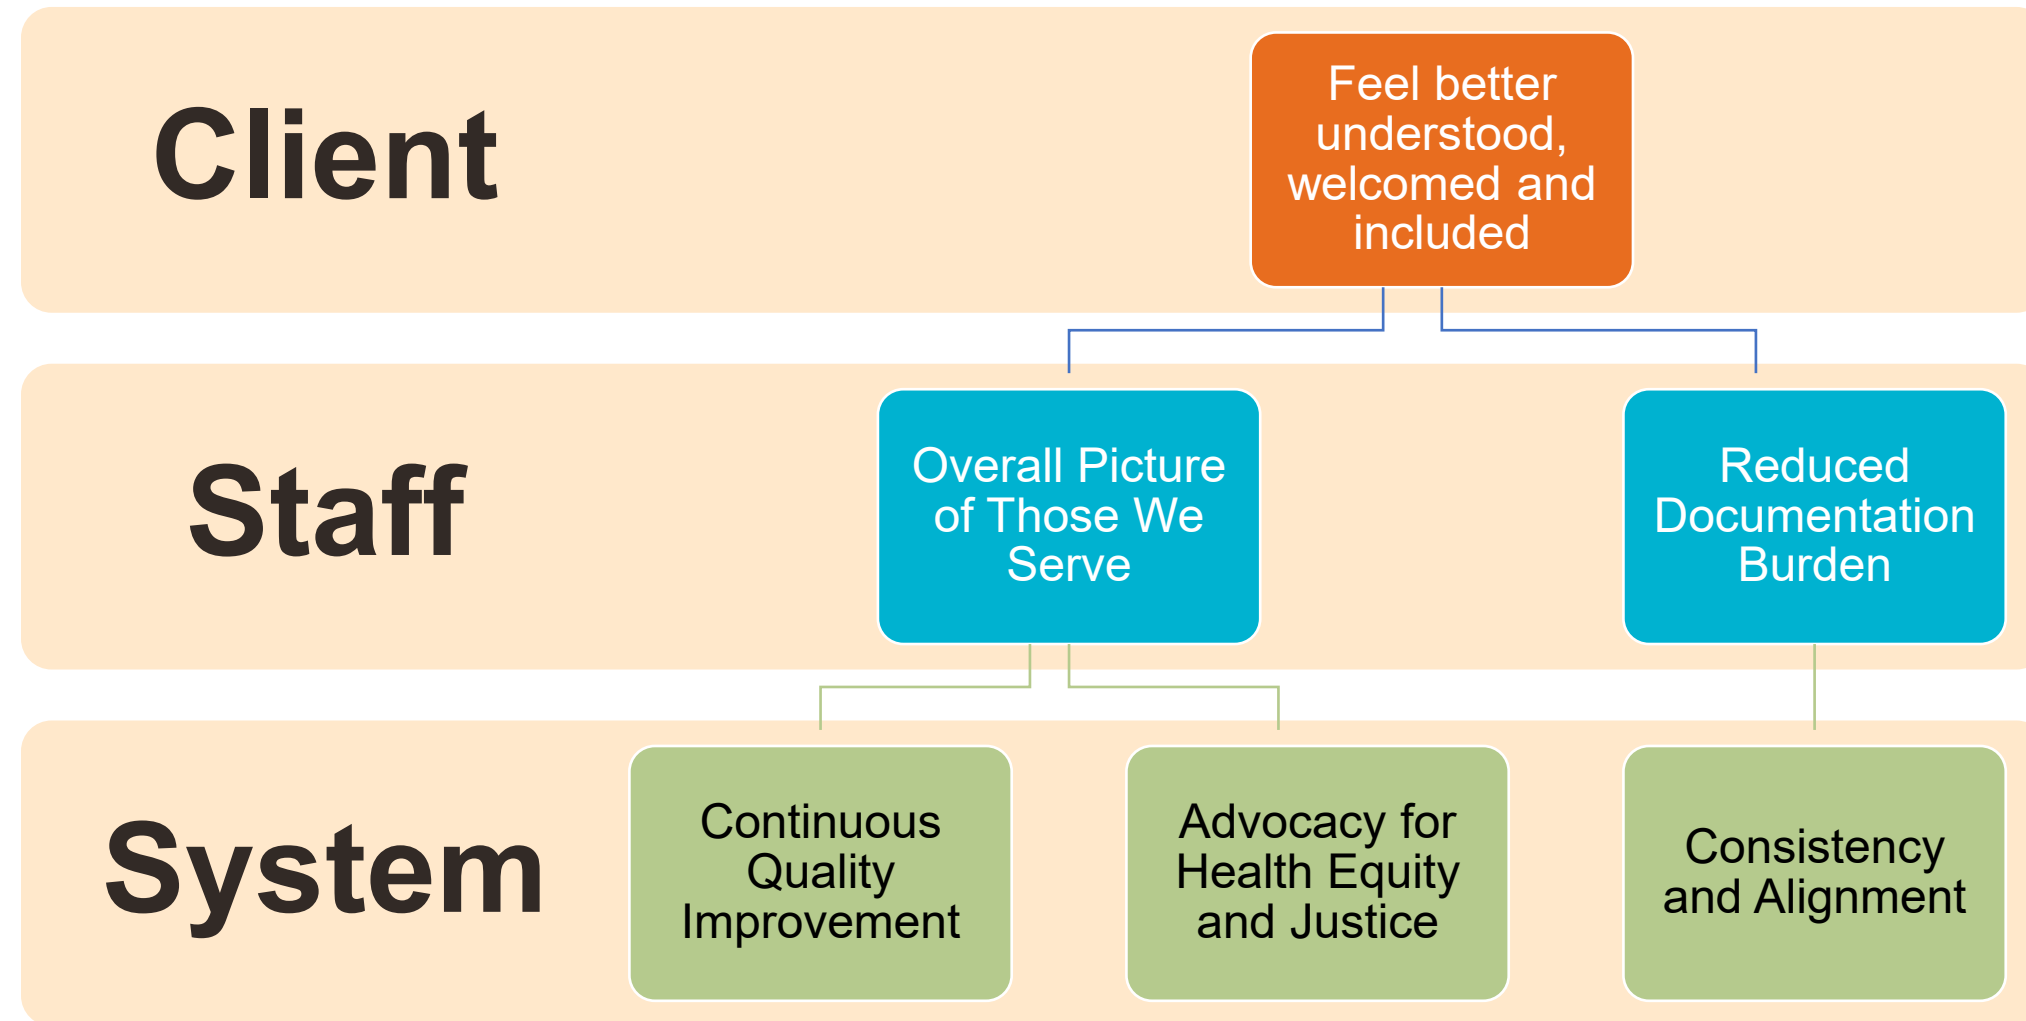 Client
Feel better
understood,
welcomed and
included
Staff
Overall Picture
of Those We
Serve
Reduced
Documentation
Burden
System
Continuous
Quality
Improvement
Advocacy for
Health Equity
and Justice
Consistency
and Alignment